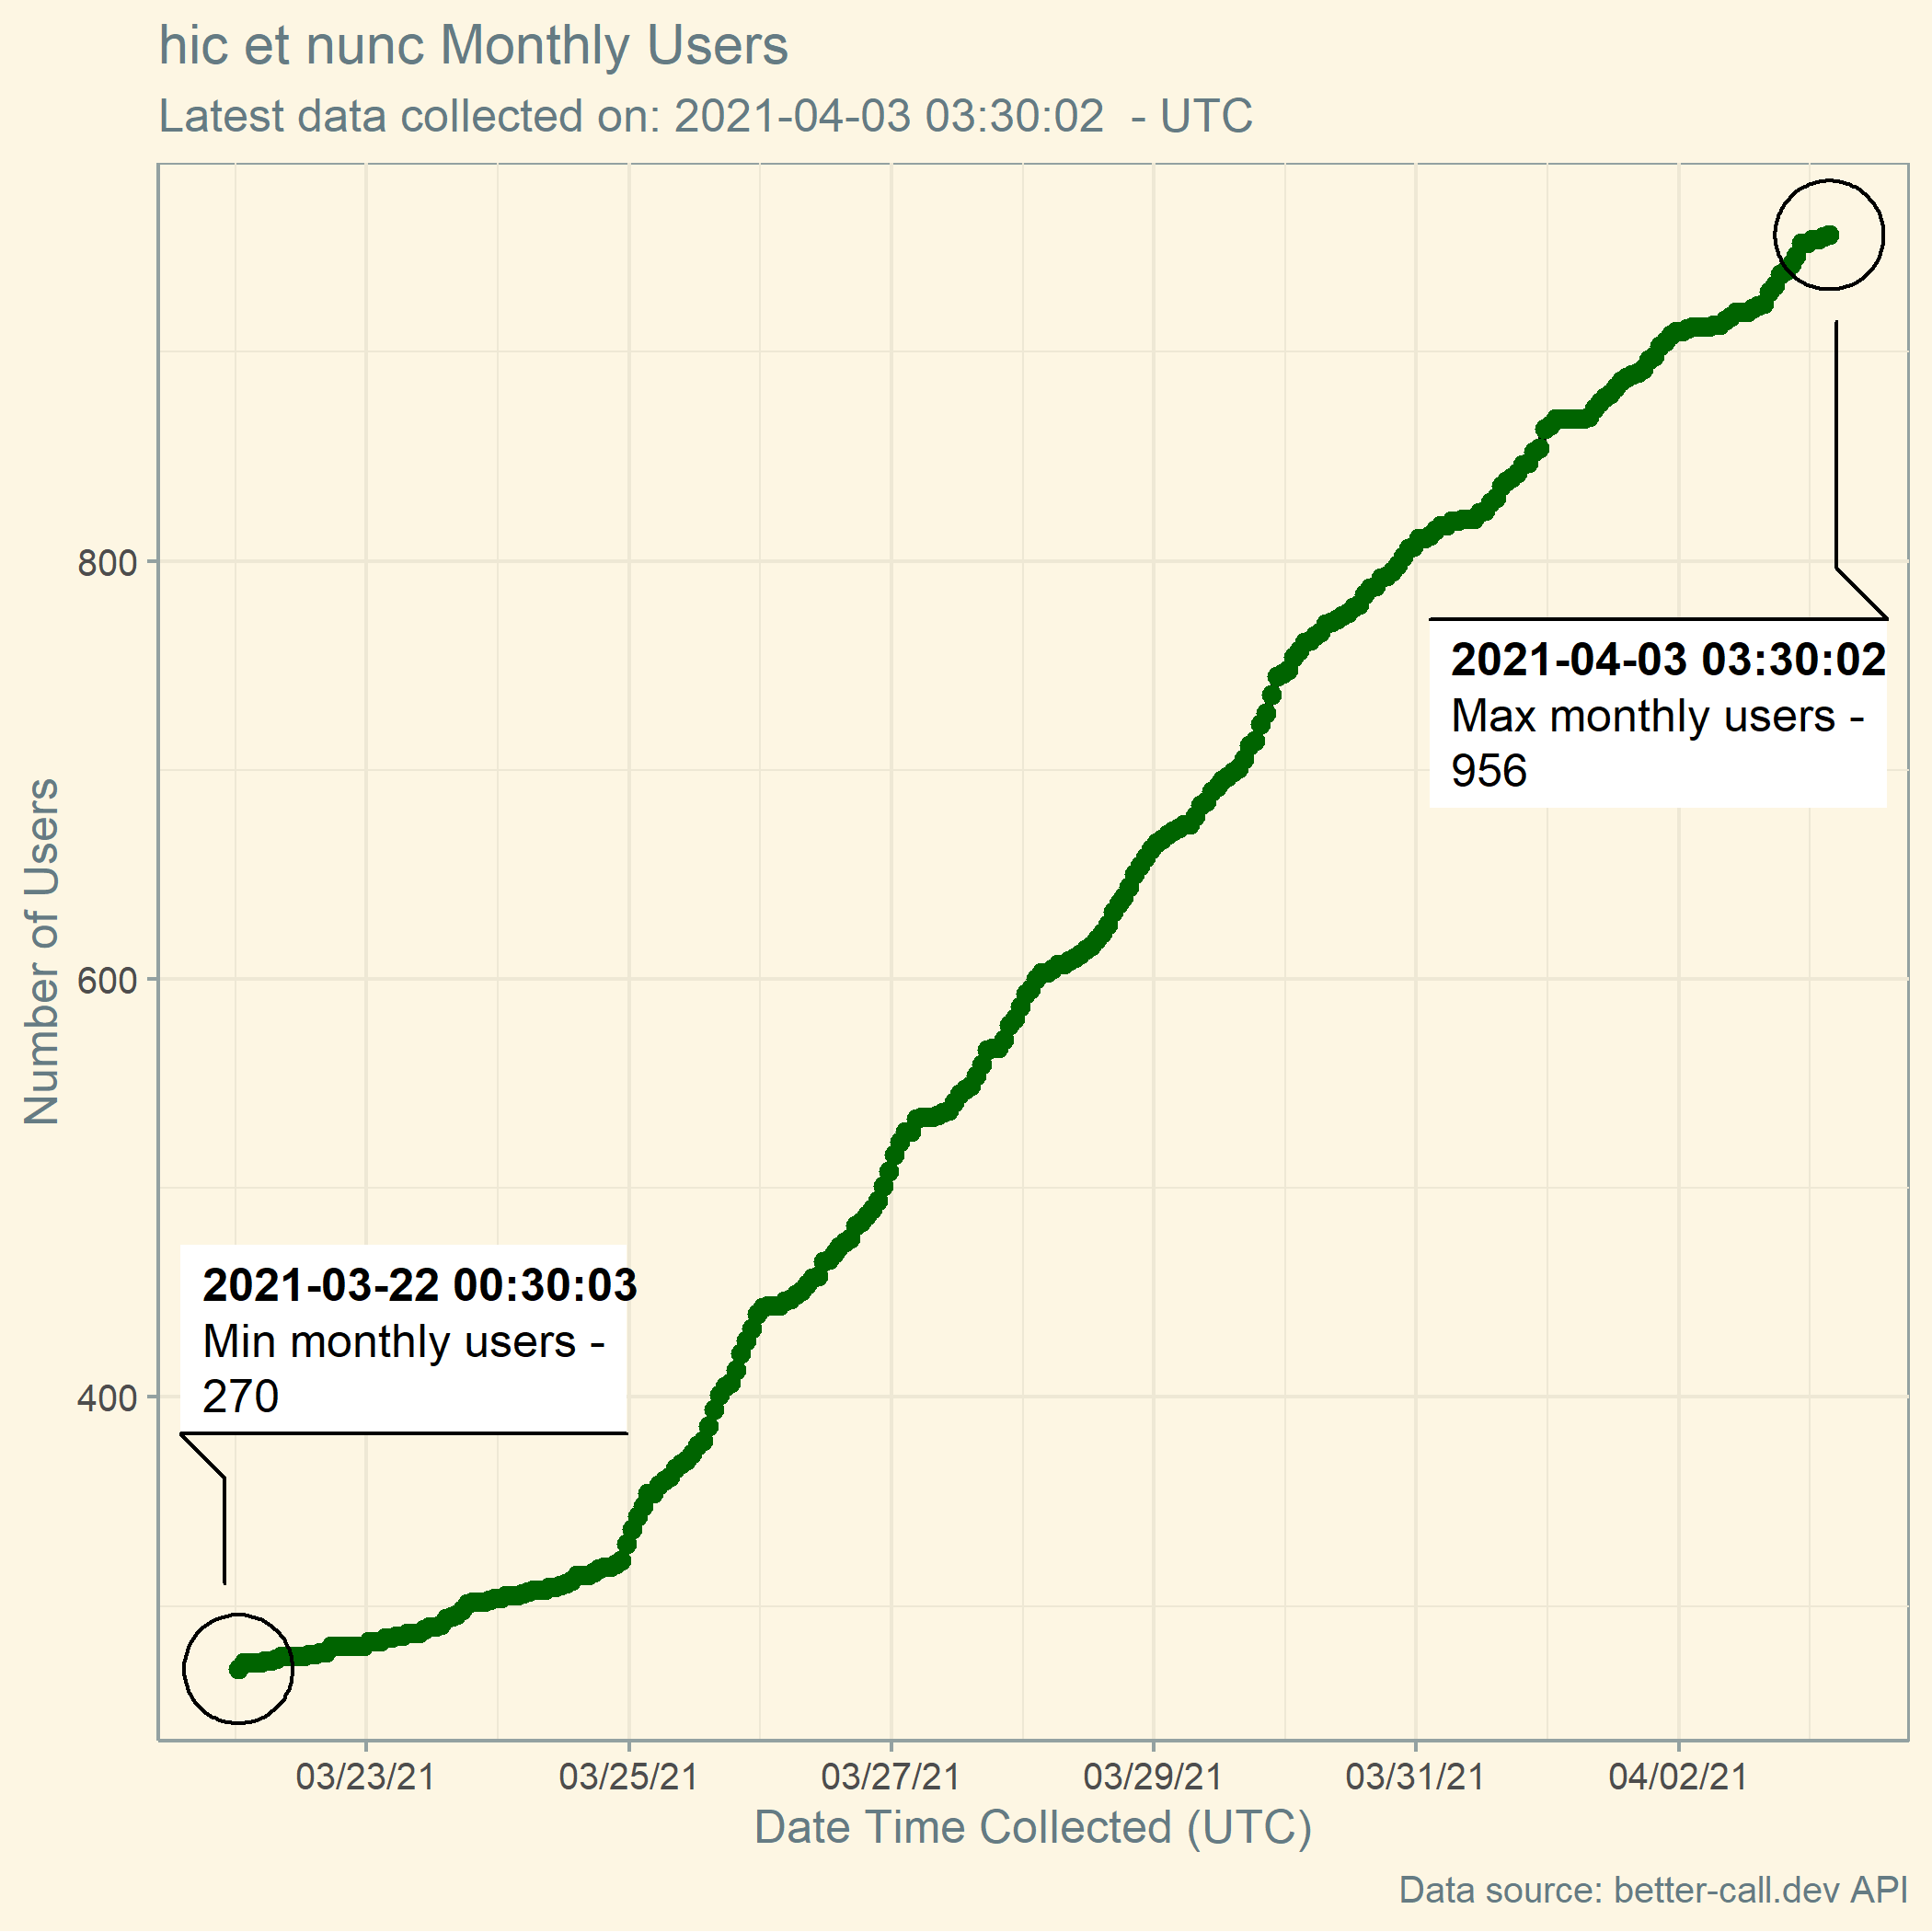 hic et nunc Monthly Users
Latest data collected on: 2021-04-03 03:30:02  - UTC
Number of Users
800
600
400
2021-04-03 03:30:02
Max monthly users -
956
2021-03-22 00:30:03
Min monthly users -
270
03/23/21
03/25/21
03/27/21
03/29/21
03/31/21
04/02/21
Date Time Collected (UTC)
Data source: better-call.dev API